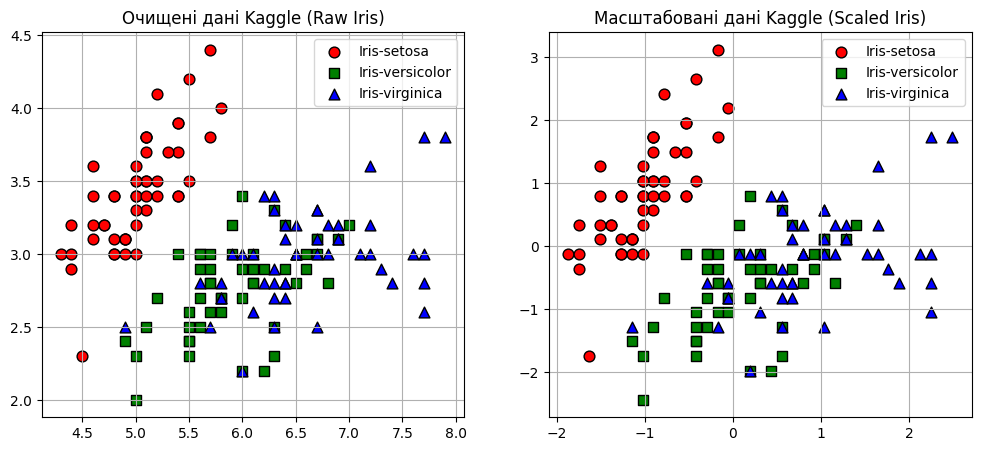 Очищені дані Kaggle (Raw Iris)
4.5
4.0
3.5
3.0
2.5
2.0
4.5 5.0 5.5 6.0 6.5 7.0 7.5 8.0
Iris-setosa
Iris-versicolor
Iris-virginica
Масштабовані дані Kaggle (Scaled Iris)
3
2
1
0
−1
−2
−2 −1 0 1 2
Iris-setosa
Iris-versicolor
Iris-virginica